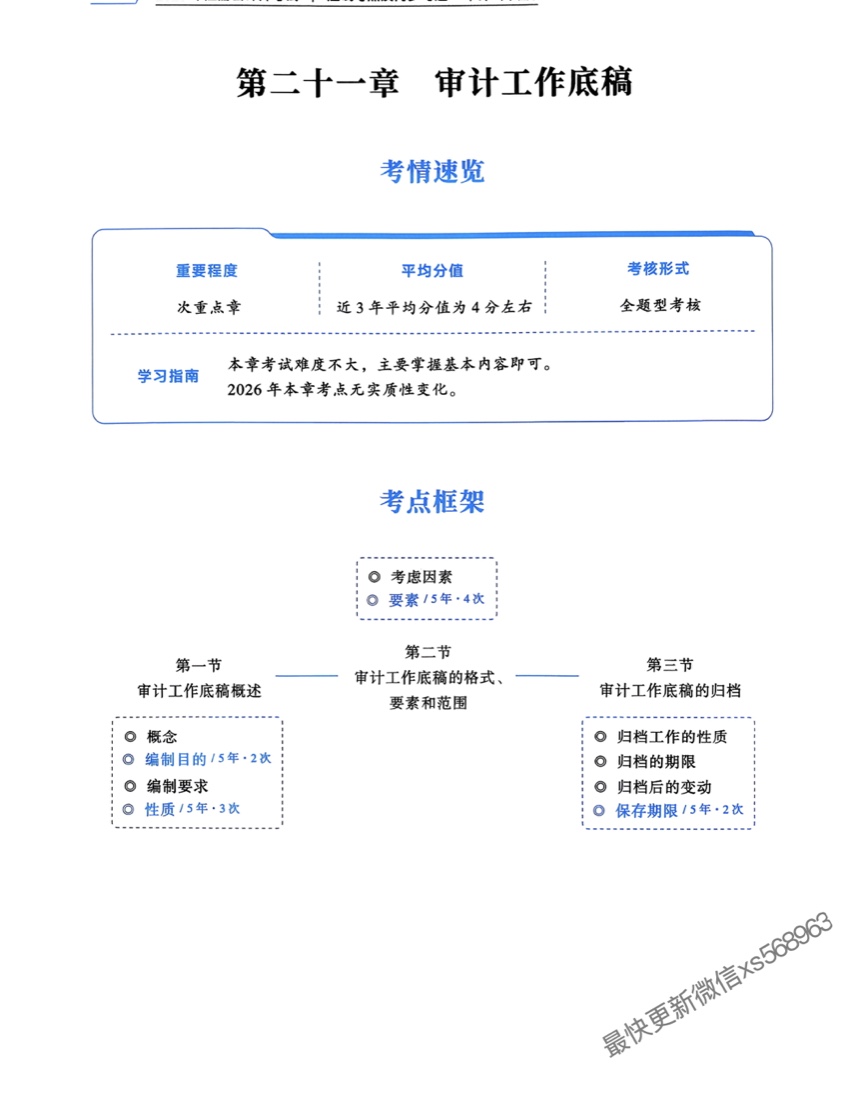 第二十一章 审计工作底稿
考情速览
重要程度 平均分值 考核形式
次重点章 近3年平均分值为4分左右 全题型考核
学习指南
本章考试难度不大，主要掌握基本内容即可。
2026年本章考点无实质性变化。
考点框架
◎ 考虑因素
◎ 要素/5年·4次
第一节
审计工作底稿概述
第二节
审计工作底稿的格式、
要素和范围
第三节
审计工作底稿的归档
◎ 概念
◎ 编制目的/5年·2次
◎ 编制要求
◎ 性质/5年·3次
◎ 归档工作的性质
◎ 归档的期限
◎ 归档后的变动
◎ 保存期限/5年·2次
最快更新微信xs568963